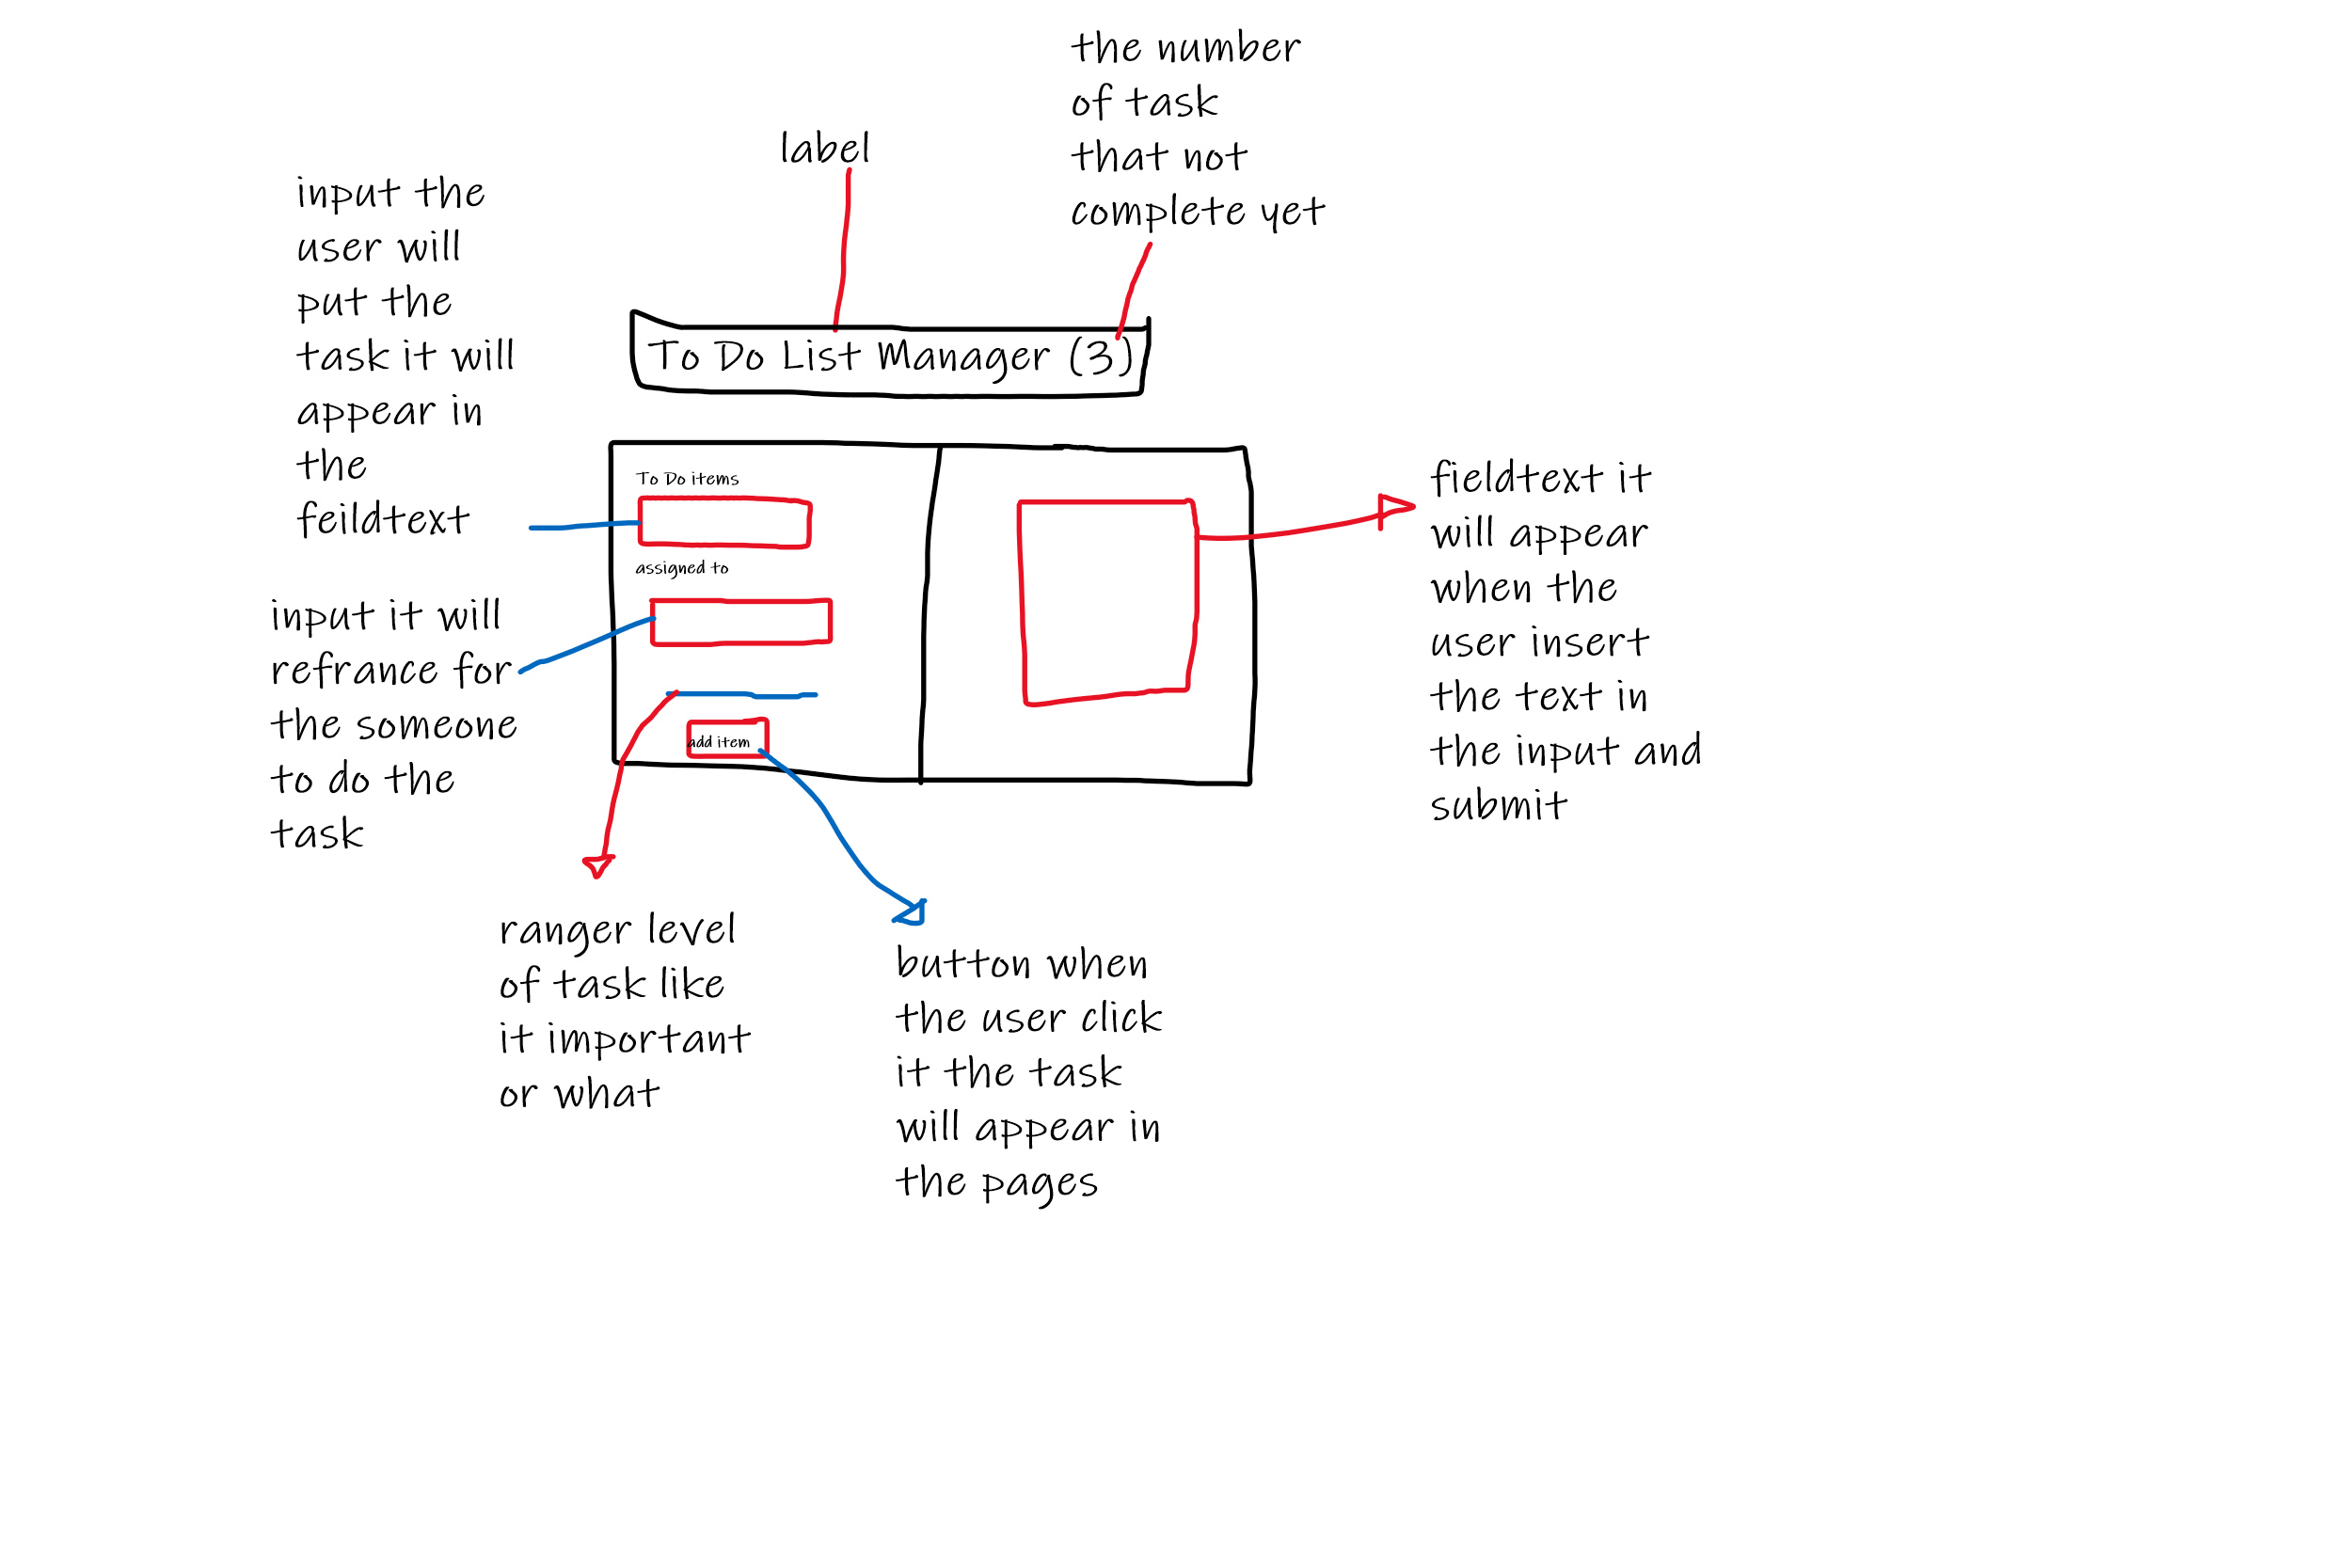 the number
of task
that not
complete yet
label
input the
user will
put the
task it will
appear in
the
feildtext
To Do List Manager (3)
To Do items
assigned to
add item
input it will
refrance for
the someone
to do the
task
fieldtext it
will appear
when the
user insert
the text in
the input and
submit
ranger level
of task like
it important
or what
button when
the user click
it the task
will appear in
the pages